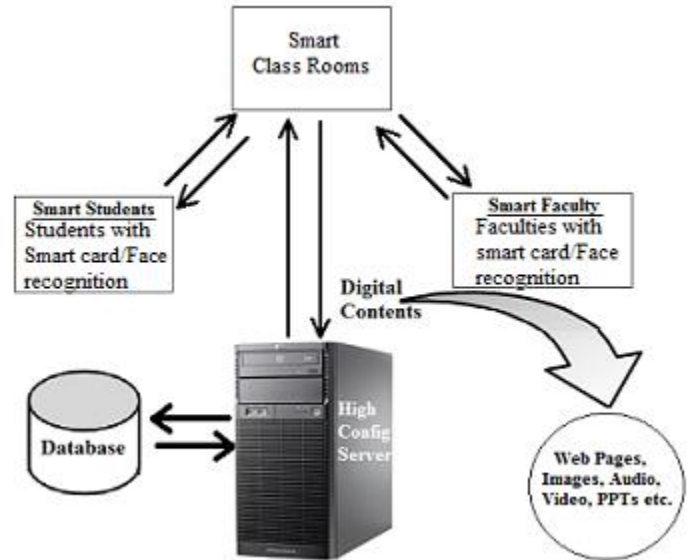 Smart
Class Rooms
Smart Students
Students with
Smart card/Face
recognition
Smart Faculty
Faculties with
smart card/Face
recognition
Digital
Contents
High
Config
Server
Database
Web Pages,
Images, Audio,
Video, PPTs etc.